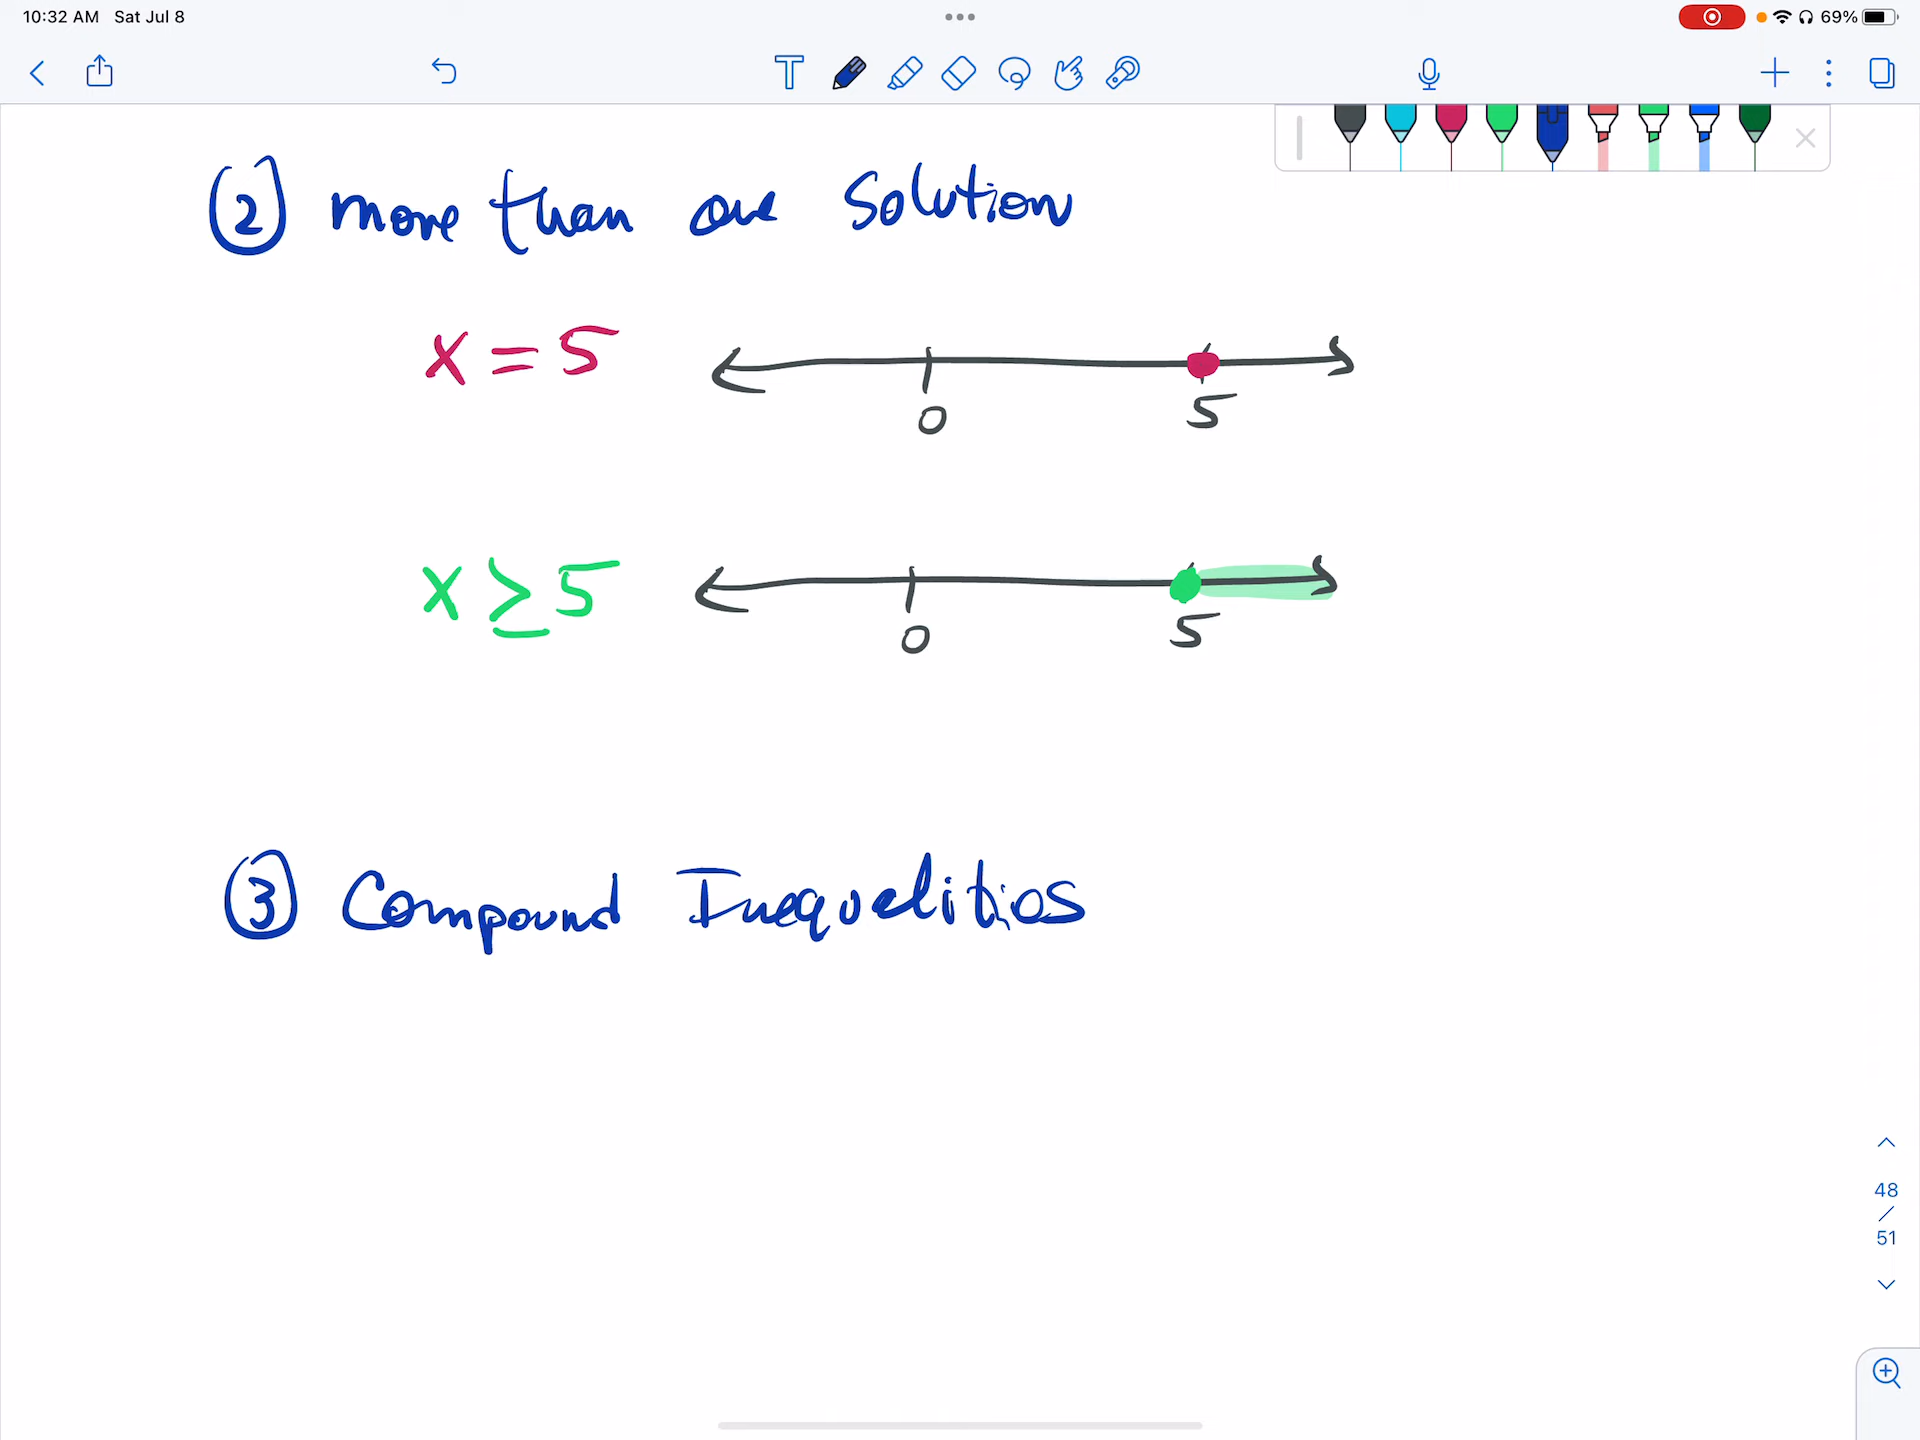 10:32 AM Sat Jul 8
69%
T
② more than one Solution
x = 5
0 5
x ≥ 5
0 5
③ Compound Inequalities
48
/
51